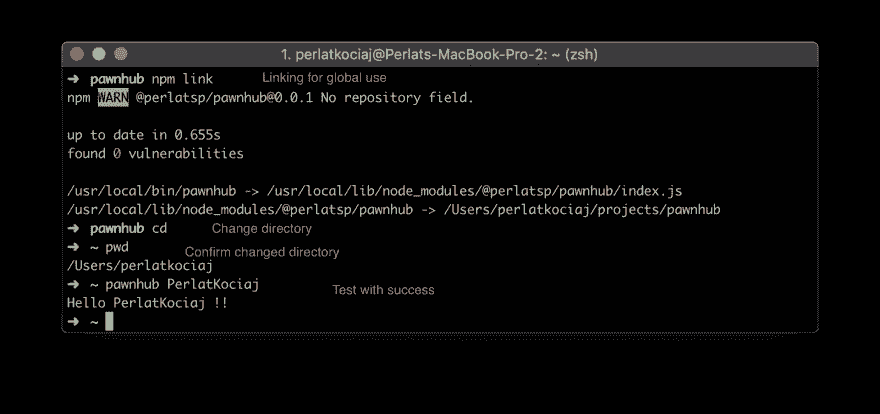 1. perlatkociaj@Perlats-MacBook-Pro-2: ~ (zsh)
➜ pawnhub npm link Linking for global use
npm WARN @perlatsp/pawnhub@0.0.1 No repository field.
up to date in 0.655s
found 0 vulnerabilities
/usr/local/bin/pawnhub -> /usr/local/lib/node_modules/@perlatsp/pawnhub/index.js
/usr/local/lib/node_modules/@perlatsp/pawnhub -> /Users/perlatkociaj/projects/pawnhub
➜ pawnhub cd Change directory
➜ ~ pwd Confirm changed directory
/Users/perlatkociaj
➜ ~ pawnhub PerlatKociaj Test with success
Hello PerlatKociaj !!
➜ ~